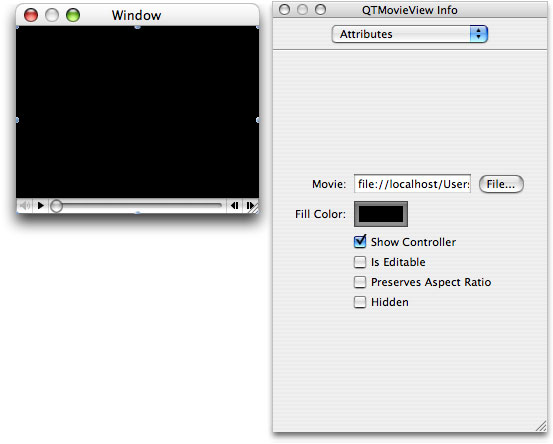 Window
QTMovieView Info
Attributes
Movie: file://localhost/User: File...
Fill Color:
Show Controller
Is Editable
Preserves Aspect Ratio
Hidden